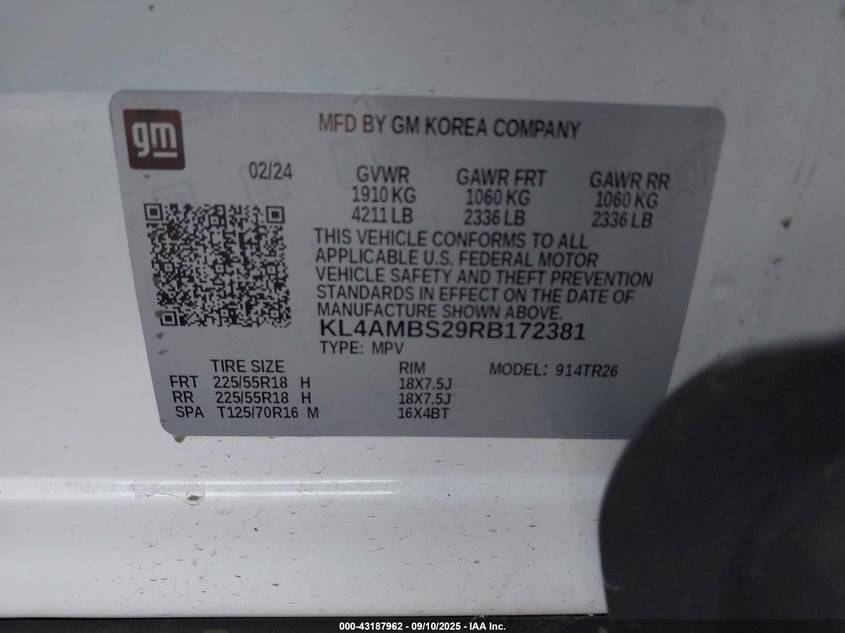 gm
MFD BY GM KOREA COMPANY
02/24
GVWR GAWR FRT GAWR RR
1910 KG 1060 KG 1060 KG
4211 LB 2336 LB 2336 LB
THIS VEHICLE CONFORMS TO ALL
APPLICABLE U.S. FEDERAL MOTOR
VEHICLE SAFETY AND THEFT PREVENTION
STANDARDS IN EFFECT ON THE DATE OF
MANUFACTURE SHOWN ABOVE.
KL4AMBS29RB172381
TYPE: MPV
TIRE SIZE RIM MODEL: 914TR26
FRT 225/55R18 H 18X7.5J
RR 225/55R18 H 18X7.5J
SPA T125/70R16 M 16X4BT
000-43187962 - 09/10/2025 - IAA Inc.